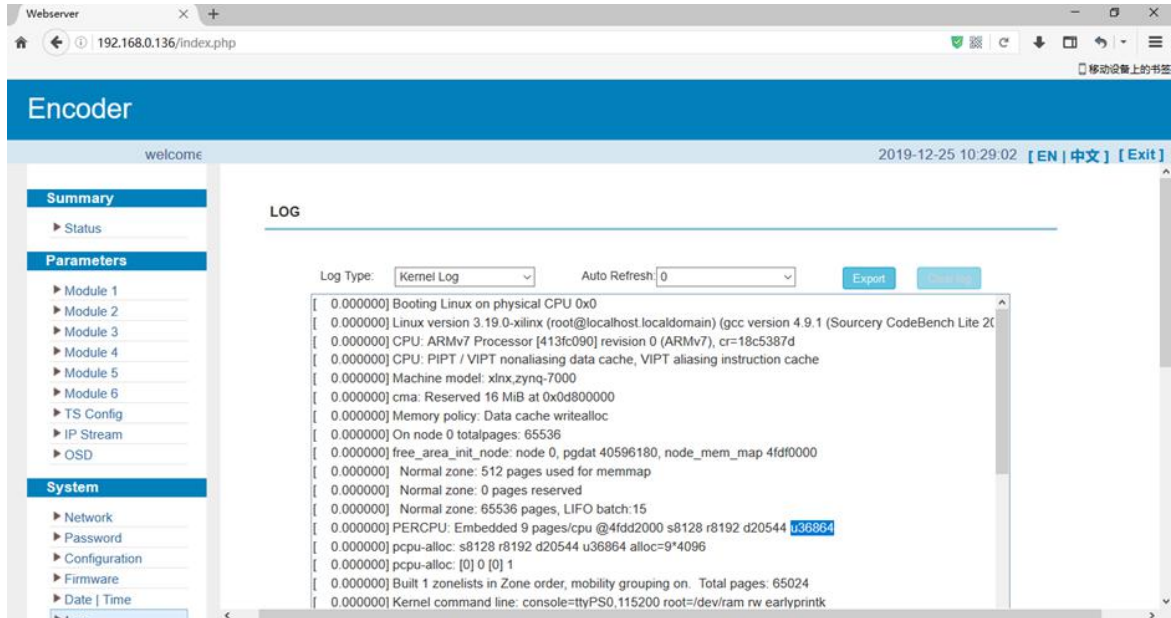 Webserver
192.168.0.136/index.php
移动设备上的书签
Encoder
welcome
2019-12-25 10:29:02 [ EN | 中文 ] [ Exit ]
Summary
Status
Parameters
Module 1
Module 2
Module 3
Module 4
Module 5
Module 6
TS Config
IP Stream
OSD
System
Network
Password
Configuration
Firmware
Date | Time
LOG
Log Type: Kernel Log Auto Refresh: 0 Export
[ 0.000000] Booting Linux on physical CPU 0x0
[ 0.000000] Linux version 3.19.0-xilinx (root@localhost.localdomain) (gcc version 4.9.1 (Sourcery CodeBench Lite 20
[ 0.000000] CPU: ARMv7 Processor [413fc090] revision 0 (ARMv7), cr=18c5387d
[ 0.000000] CPU: PIPT / VIPT nonaliasing data cache, VIPT aliasing instruction cache
[ 0.000000] Machine model: xlnx,zynq-7000
[ 0.000000] cma: Reserved 16 MiB at 0x0d800000
[ 0.000000] Memory policy: Data cache writealloc
[ 0.000000] On node 0 totalpages: 65536
[ 0.000000] free_area_init_node: node 0, pgdat 40596180, node_mem_map 4fdf0000
[ 0.000000] Normal zone: 512 pages used for memmap
[ 0.000000] Normal zone: 0 pages reserved
[ 0.000000] Normal zone: 65536 pages, LIFO batch:15
[ 0.000000] PERCPU: Embedded 9 pages/cpu @4fdd2000 s8128 r8192 d20544 u36864
[ 0.000000] pcpu-alloc: s8128 r8192 d20544 u36864 alloc=9*4096
[ 0.000000] pcpu-alloc: [0] 0 [0] 1
[ 0.000000] Built 1 zonelists in Zone order, mobility grouping on. Total pages: 65024
[ 0.000000] Kernel command line: console=ttyPS0,115200 root=/dev/ram rw earlyprintk